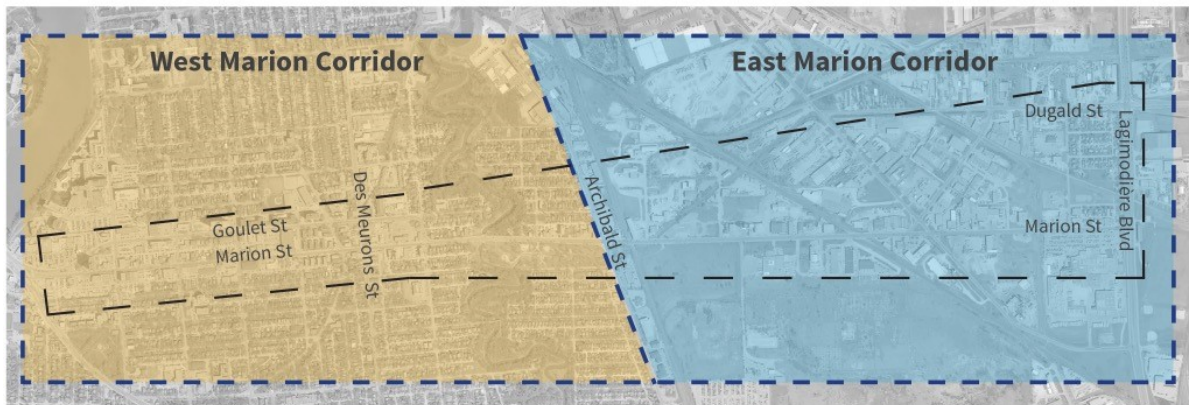 West Marion Corridor
East Marion Corridor
Dugald St
Lagimodière Blvd
Des Meurons St
Archibald St
Goulet St
Marion St
Marion St